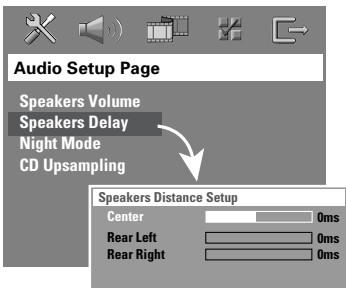 Audio Setup Page
Speakers Volume
Speakers Delay
Night Mode
CD Upsampling
Speakers Distance Setup
Center 0ms
Rear Left 0ms
Rear Right 0ms